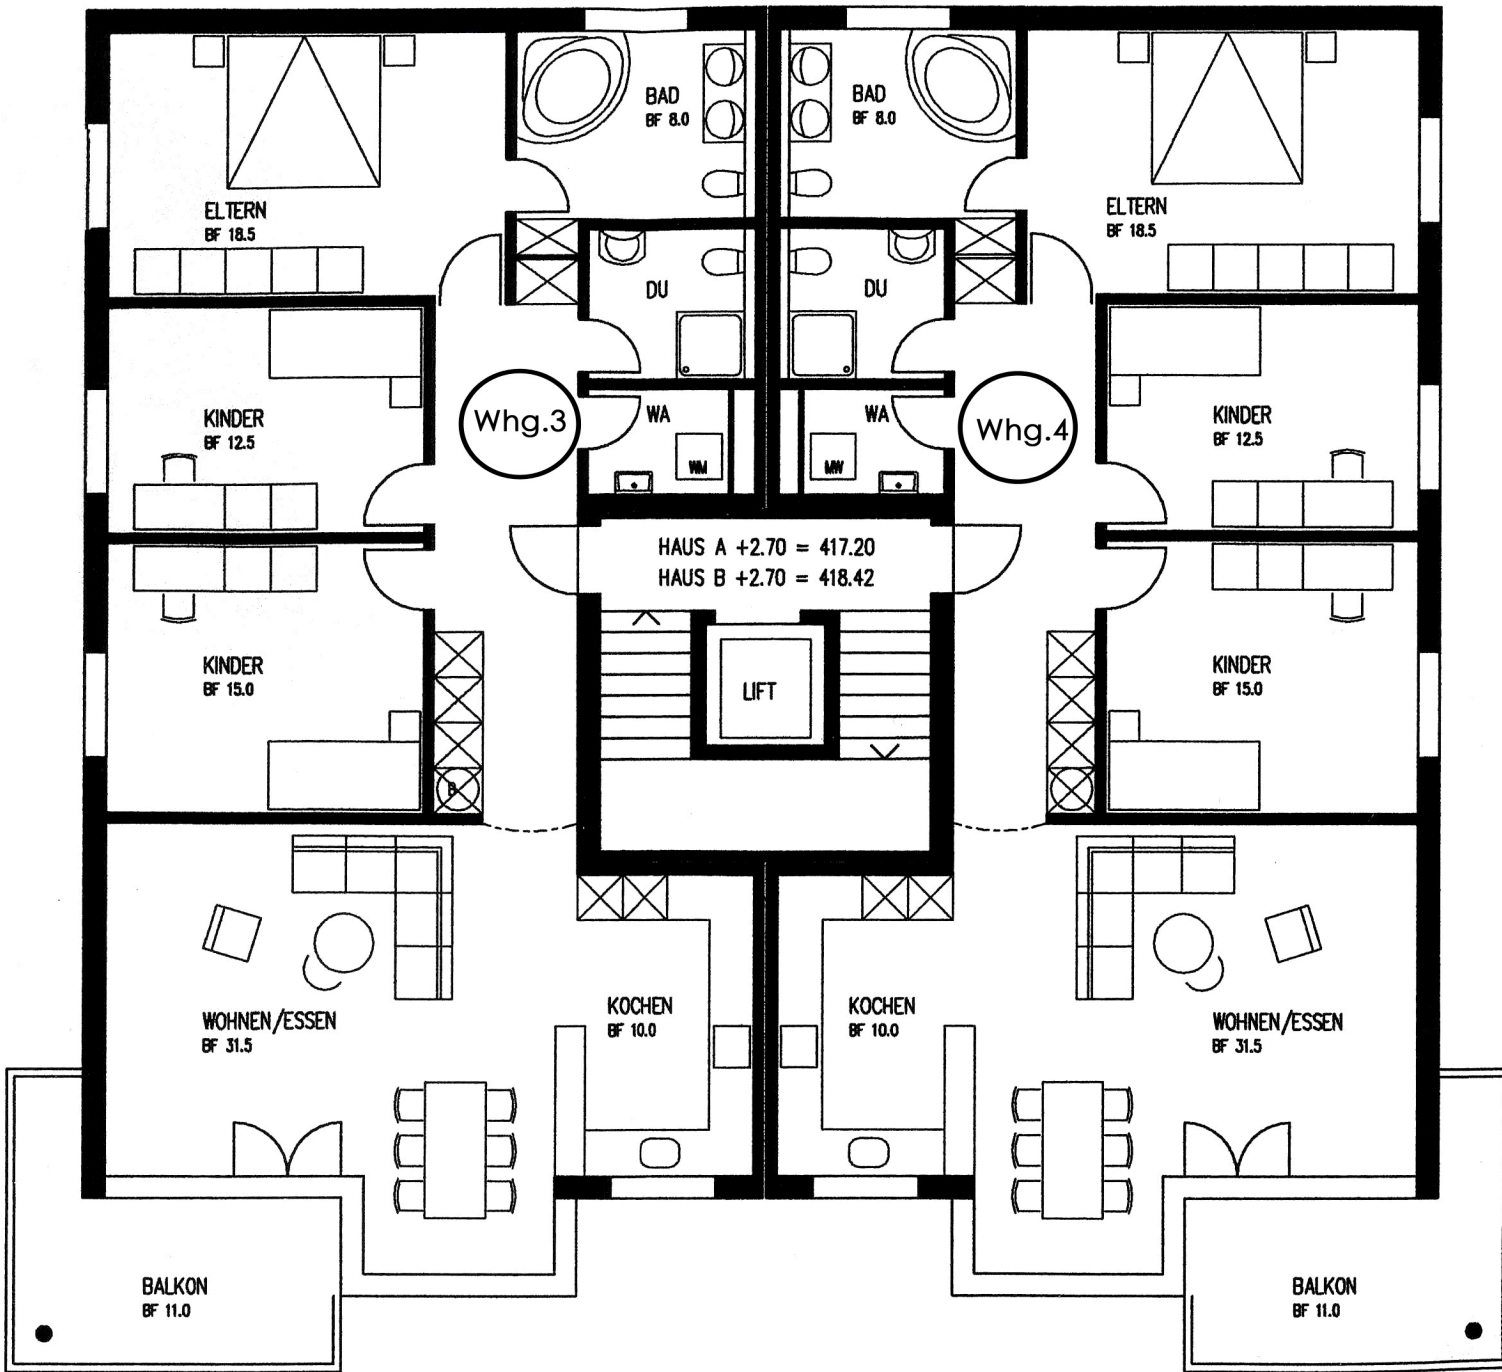 BAD
BF 8.0
BAD
BF 8.0
ELTERN
BF 18.5
ELTERN
BF 18.5
DU
DU
KINDER
BF 12.5
Whg.3
WA
WM
WA
MW
Whg.4
KINDER
BF 12.5
HAUS A +2.70 = 417.20
HAUS B +2.70 = 418.42
KINDER
BF 15.0
LIFT
KINDER
BF 15.0
B
WOHNEN/ESSEN
BF 31.5
KOCHEN
BF 10.0
KOCHEN
BF 10.0
WOHNEN/ESSEN
BF 31.5
BALKON
BF 11.0
BALKON
BF 11.0